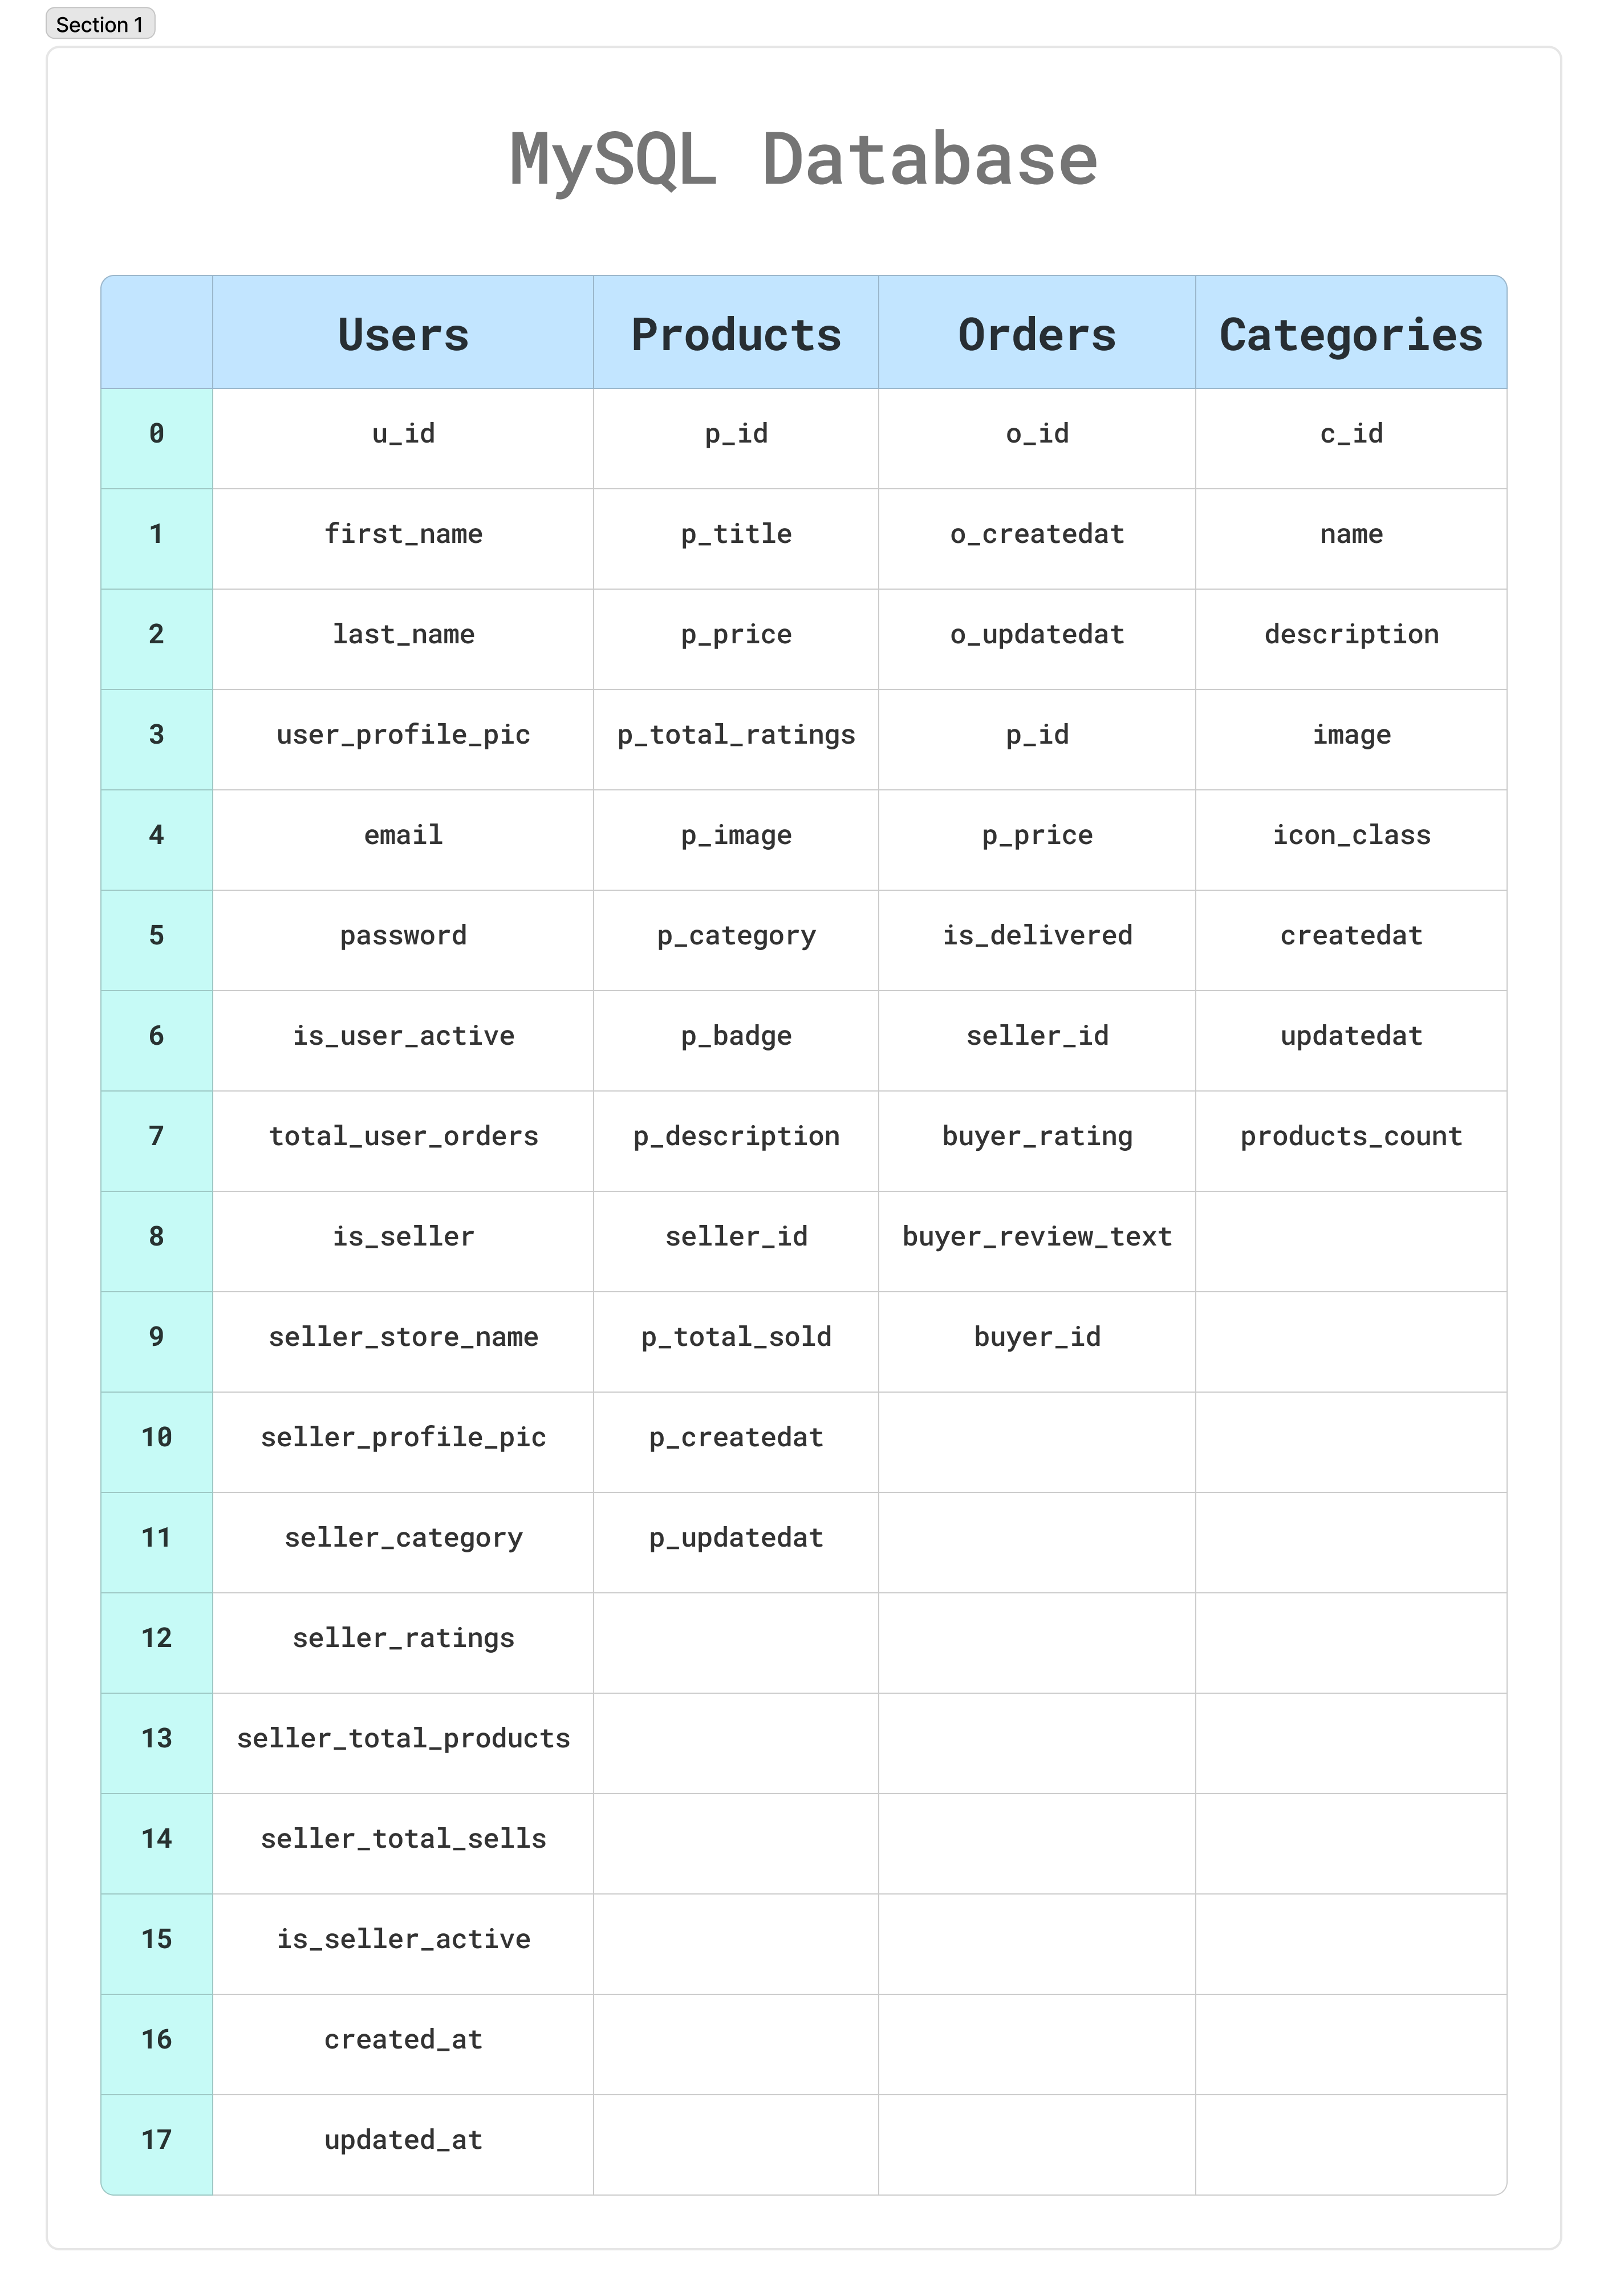 Section 1
MySQL Database
Users Products Orders Categories
0 u_id p_id o_id c_id
1 first_name p_title o_createdat name
2 last_name p_price o_updatedat description
3 user_profile_pic p_total_ratings p_id image
4 email p_image p_price icon_class
5 password p_category is_delivered createdat
6 is_user_active p_badge seller_id updatedat
7 total_user_orders p_description buyer_rating products_count
8 is_seller seller_id buyer_review_text
9 seller_store_name p_total_sold buyer_id
10 seller_profile_pic p_createdat
11 seller_category p_updatedat
12 seller_ratings
13 seller_total_products
14 seller_total_sells
15 is_seller_active
16 created_at
17 updated_at